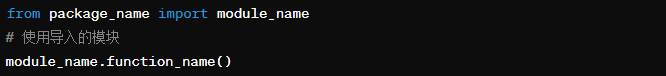 from package_name import module_name
# 使用导入的模块
module_name.function_name()